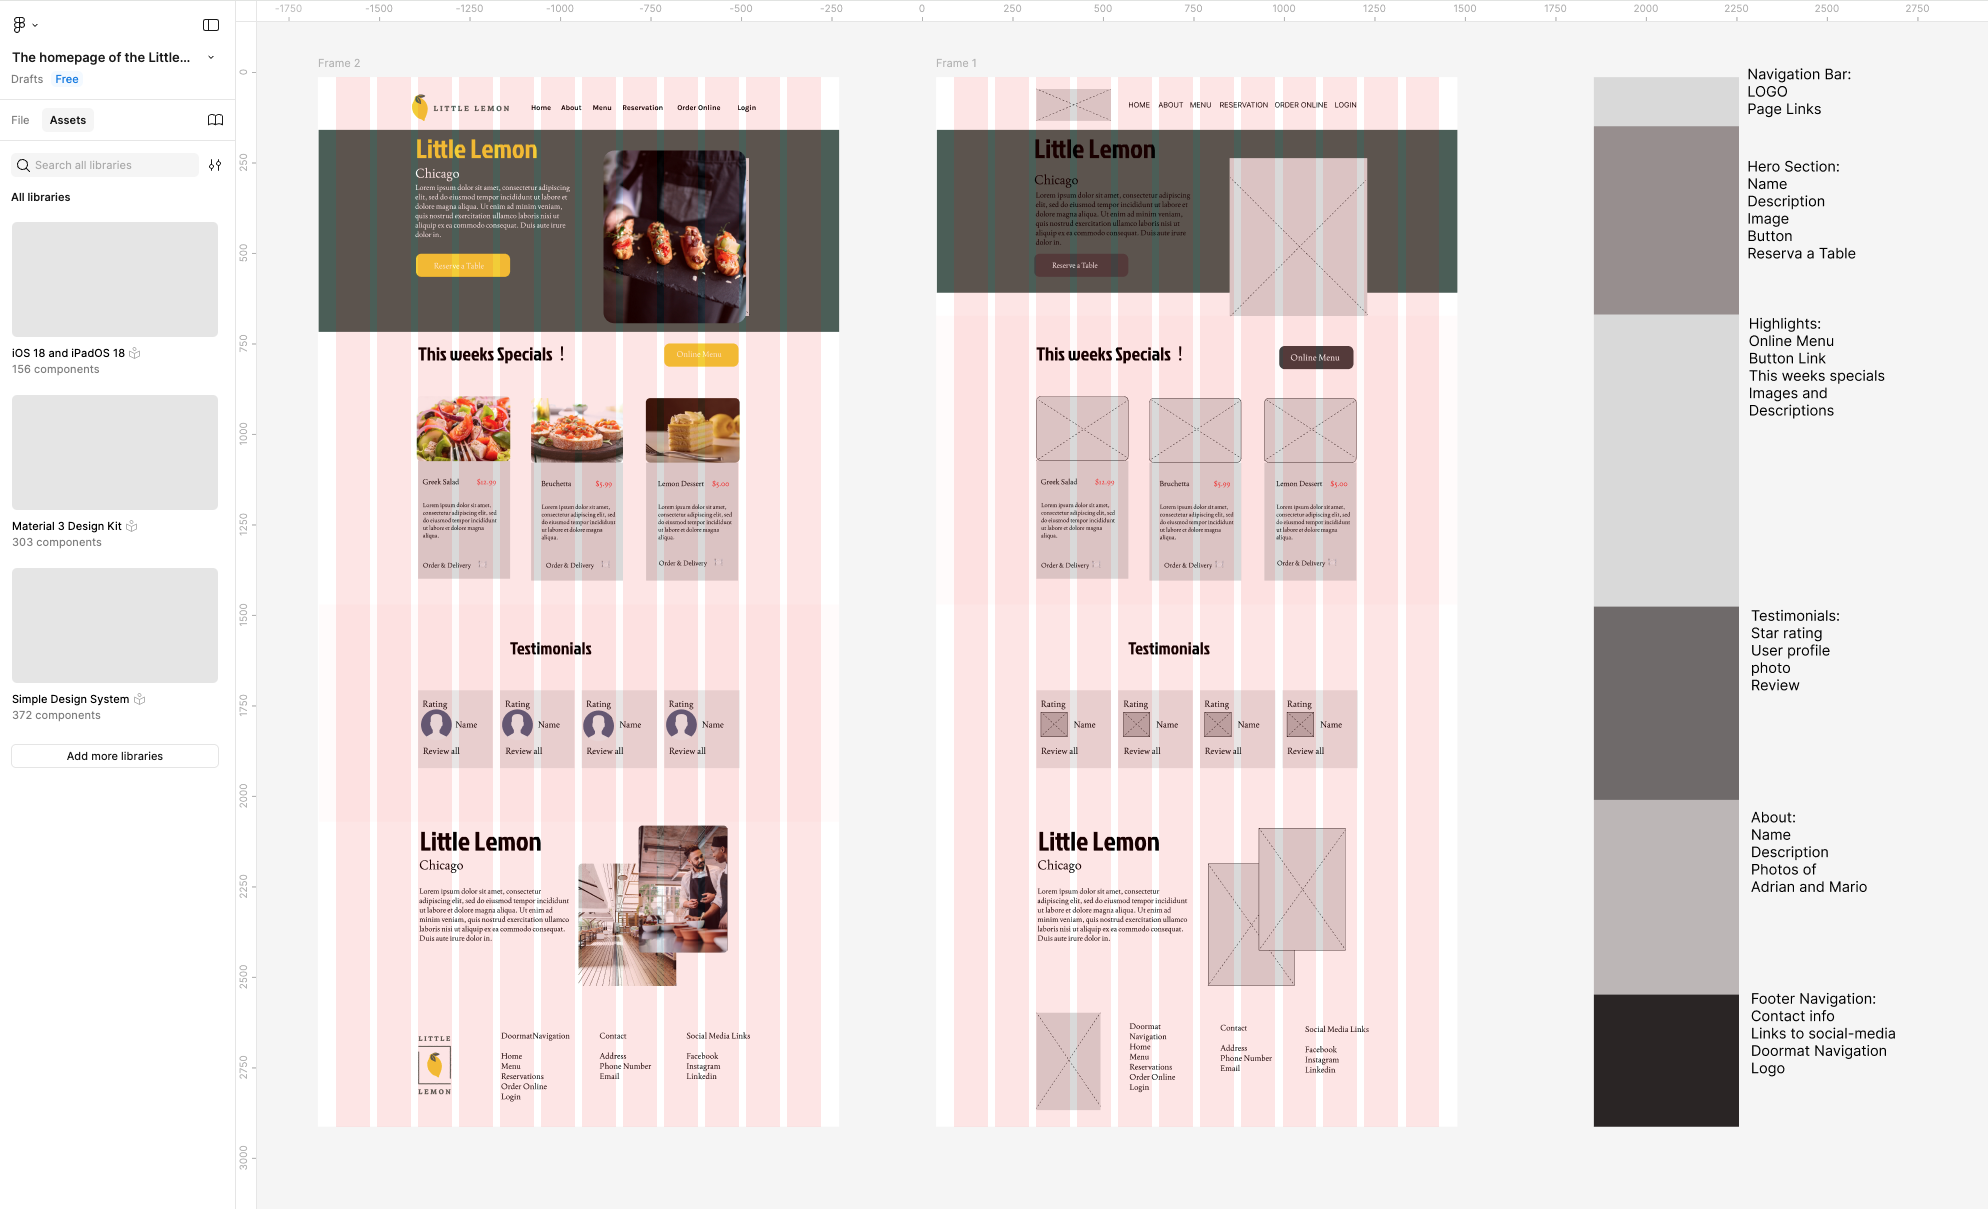 The homepage of the Little...
Drafts Free
File Assets
Search all libraries
All libraries
iOS 18 and iPadOS 18
156 components
Material 3 Design Kit
303 components
Simple Design System
372 components
Add more libraries
-1750 -1500 -1250 -1000 -750 -500 -250 0 250 500 750 1000 1250 1500 1750 2000 2250 2500 2750
0
250
500
750
1000
1250
1500
1750
2000
2250
2500
2750
3000
Frame 2
LITTLE LEMON Home About Menu Reservation Order Online Login
Little Lemon
Chicago
Lorem ipsum dolor sit amet, consectetur adipiscing
elit, sed do eiusmod tempor incididunt ut labore et
dolore magna aliqua. Ut enim ad minim veniam,
quis nostrud exercitation ullamco laboris nisi ut
aliquip ex ea commodo consequat. Duis aute irure
dolor in.
Reserve a Table
This weeks Specials !
Online Menu
Greek Salad $12.99
Lorem ipsum dolor sit amet,
consectetur adipiscing elit, sed
do eiusmod tempor incididunt
ut labore et dolore magna
aliqua.
Order & Delivery
Bruchetta $5.99
Lorem ipsum dolor sit amet,
consectetur adipiscing elit, sed
do eiusmod tempor incididunt
ut labore et dolore magna
aliqua.
Order & Delivery
Lemon Dessert $5.00
Lorem ipsum dolor sit amet,
consectetur adipiscing elit, sed
do eiusmod tempor incididunt
ut labore et dolore magna
aliqua.
Order & Delivery
Testimonials
Rating
Name
Review all
Rating
Name
Review all
Rating
Name
Review all
Rating
Name
Review all
Little Lemon
Chicago
Lorem ipsum dolor sit amet, consectetur
adipiscing elit, sed do eiusmod tempor incididunt
ut labore et dolore magna aliqua. Ut enim ad
minim veniam, quis nostrud exercitation ullamco
laboris nisi ut aliquip ex ea commodo consequat.
Duis aute irure dolor in.
LITTLE
LEMON
DoormatNavigation
Home
Menu
Reservations
Order Online
Login
Contact
Address
Phone Number
Email
Social Media Links
Facebook
Instagram
Linkedin
Frame 1
HOME ABOUT MENU RESERVATION ORDER ONLINE LOGIN
Little Lemon
Chicago
Lorem ipsum dolor sit amet, consectetur adipiscing
elit, sed do eiusmod tempor incididunt ut labore et
dolore magna aliqua. Ut enim ad minim veniam,
quis nostrud exercitation ullamco laboris nisi ut
aliquip ex ea commodo consequat. Duis aute irure
dolor in.
Reserve a Table
This weeks Specials !
Online Menu
Greek Salad $12.99
Lorem ipsum dolor sit amet,
consectetur adipiscing elit, sed
do eiusmod tempor incididunt
ut labore et dolore magna
aliqua.
Order & Delivery
Bruchetta $5.99
Lorem ipsum dolor sit amet,
consectetur adipiscing elit, sed
do eiusmod tempor incididunt
ut labore et dolore magna
aliqua.
Order & Delivery
Lemon Dessert $5.00
Lorem ipsum dolor sit amet,
consectetur adipiscing elit, sed
do eiusmod tempor incididunt
ut labore et dolore magna
aliqua.
Order & Delivery
Testimonials
Rating
Name
Review all
Rating
Name
Review all
Rating
Name
Review all
Rating
Name
Review all
Little Lemon
Chicago
Lorem ipsum dolor sit amet, consectetur
adipiscing elit, sed do eiusmod tempor incididunt
ut labore et dolore magna aliqua. Ut enim ad
minim veniam, quis nostrud exercitation ullamco
laboris nisi ut aliquip ex ea commodo consequat.
Duis aute irure dolor in.
Doormat
Navigation
Home
Menu
Reservations
Order Online
Login
Contact
Address
Phone Number
Email
Social Media Links
Facebook
Instagram
Linkedin
Navigation Bar:
LOGO
Page Links
Hero Section:
Name
Description
Image
Button
Reserva a Table
Highlights:
Online Menu
Button Link
This weeks specials
Images and
Descriptions
Testimonials:
Star rating
User profile
photo
Review
About:
Name
Description
Photos of
Adrian and Mario
Footer Navigation:
Contact info
Links to social-media
Doormat Navigation
Logo